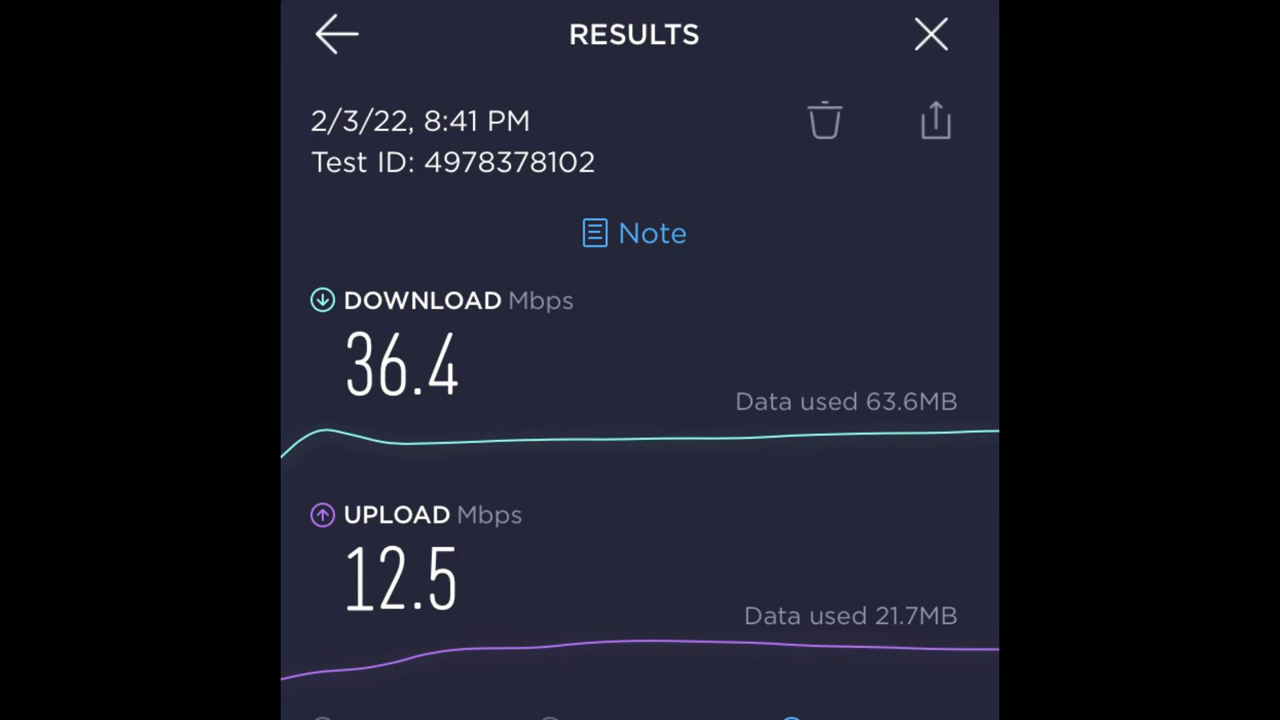 RESULTS
2/3/22, 8:41 PM
Test ID: 4978378102
Note
DOWNLOAD Mbps
36.4
Data used 63.6MB
UPLOAD Mbps
12.5
Data used 21.7MB